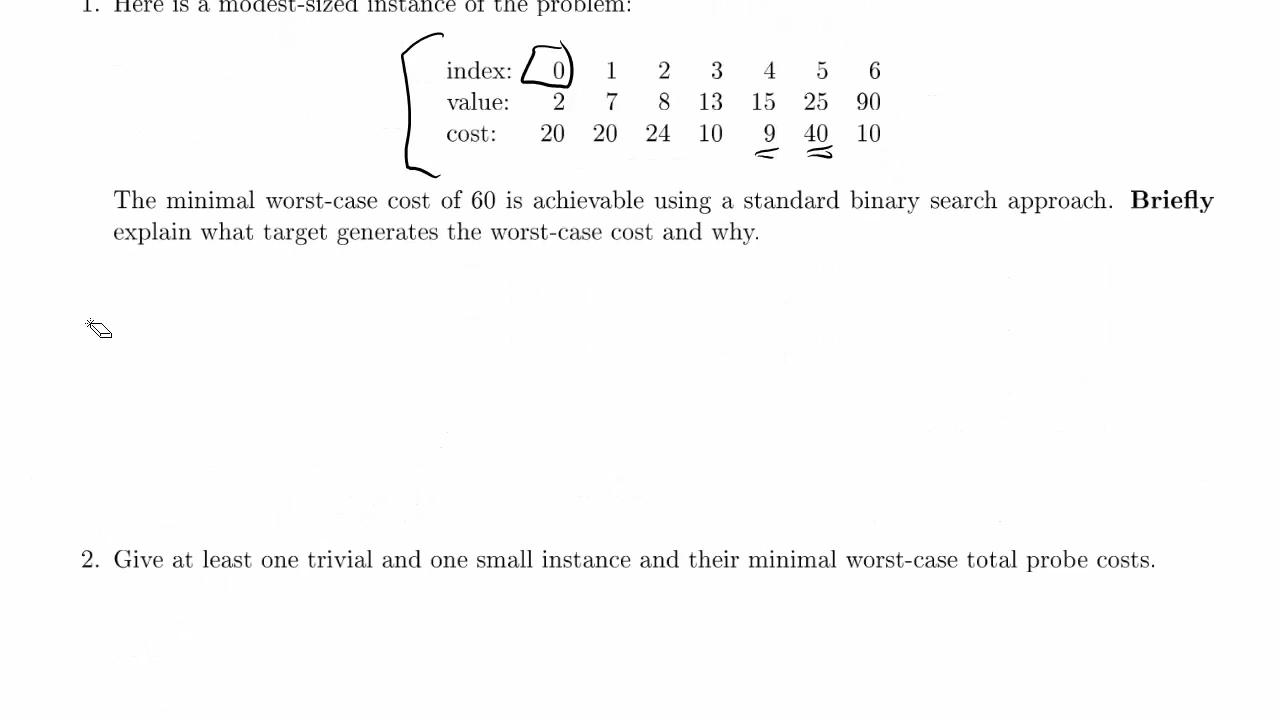 1. Here is a modest-sized instance of the problem:
index: 0 1 2 3 4 5 6
value: 2 7 8 13 15 25 90
cost: 20 20 24 10 9 40 10
The minimal worst-case cost of 60 is achievable using a standard binary search approach. Briefly
explain what target generates the worst-case cost and why.
2. Give at least one trivial and one small instance and their minimal worst-case total probe costs.